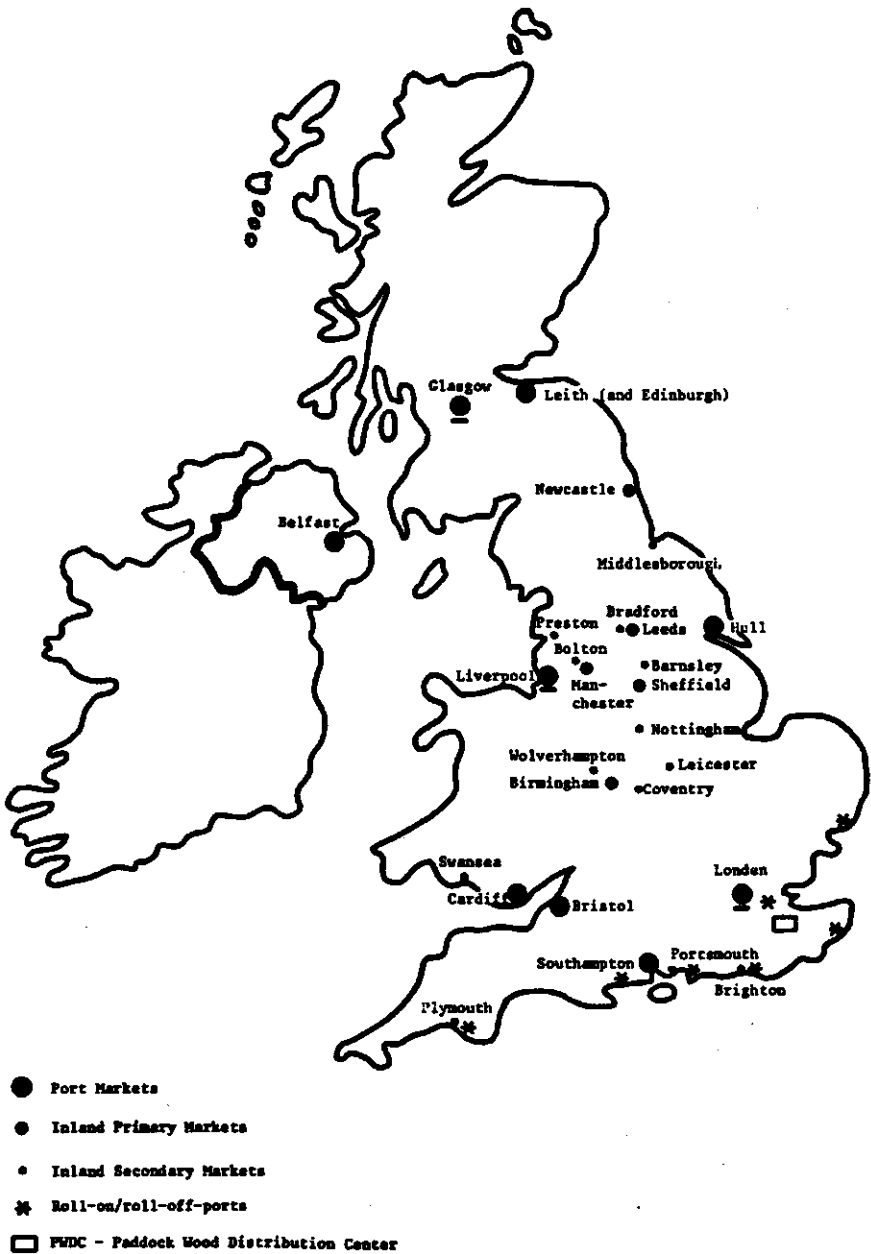 Glasgow
Leith (and Edinburgh)
Newcastle
Belfast
Middlesborough
Bradford
Preston
Leeds
Hull
Bolton
Liverpool
Barnsley
Man-
chester
Sheffield
Nottingham
Wolverhampton
Leicester
Birmingham
Coventry
Swansea
London
Cardiff
Bristol
Southampton
Portsmouth
Brighton
Plymouth
Port Markets
Inland Primary Markets
Inland Secondary Markets
Roll-on/roll-off-ports
PWDC - Paddock Wood Distribution Center